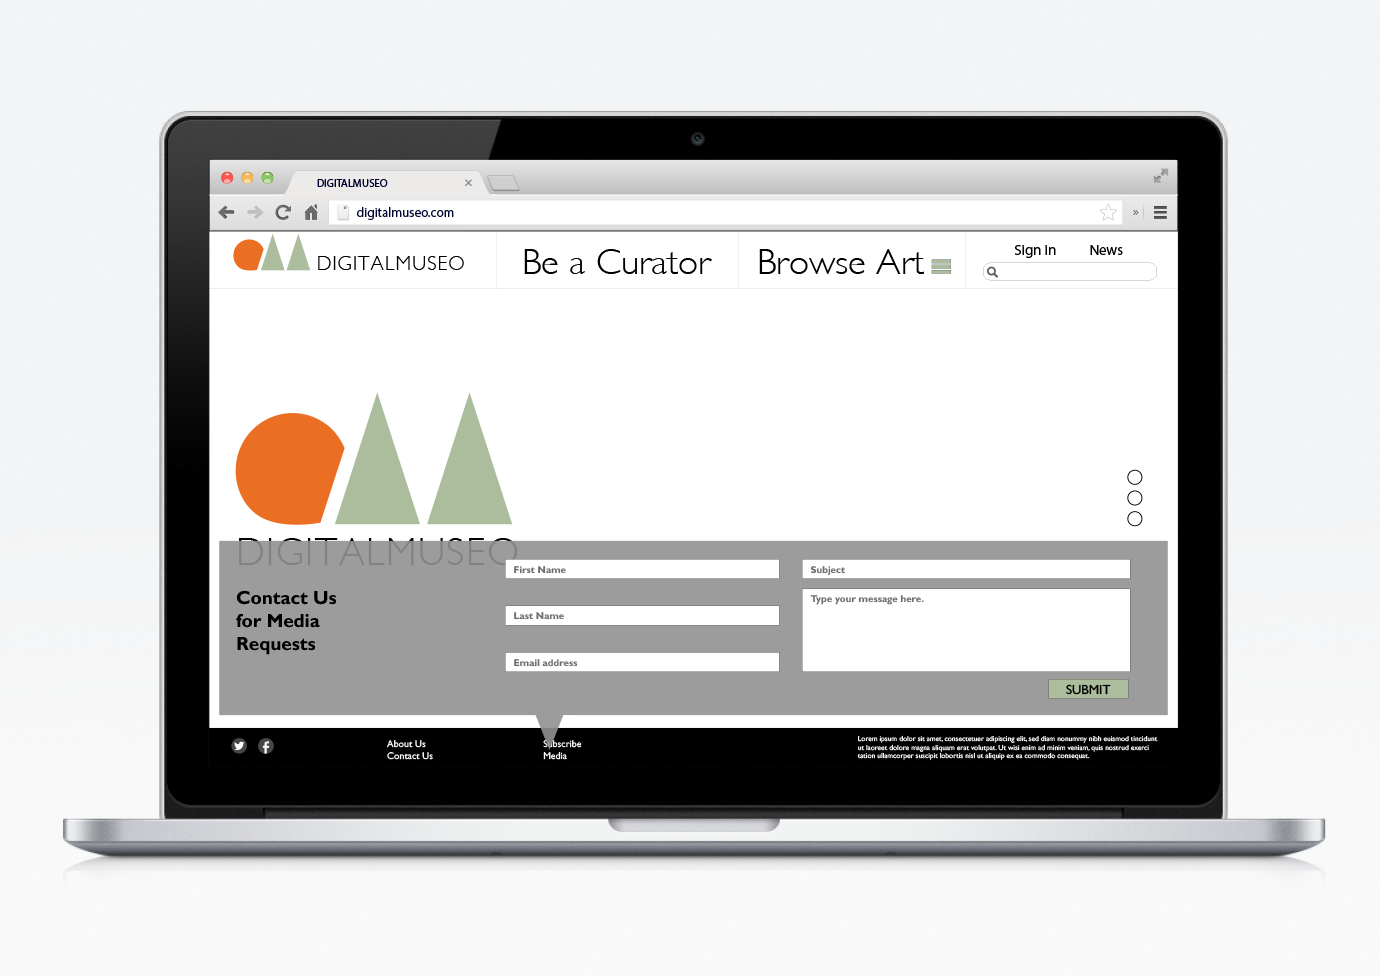 DIGITALMUSEO
digitalmuseo.com
»
DIGITALMUSEO
Be a Curator
Browse Art
Sign in
News
DIGITALMUSEO
Contact Us
for Media
Requests
First Name
Last Name
Email address
Subject
Type your message here.
SUBMIT
About Us
Contact Us
Subscribe
Media
Lorem ipsum dolor sit amet, consectetuer adipiscing elit, sed diam nonummy nibh euismod tincidunt
ut laoreet dolore magna aliquam erat volutpat. Ut wisi enim ad minim veniam, quis nostrud exerci
tation ullamcorper suscipit lobortis nisl ut aliquip ex ea commodo consequat.